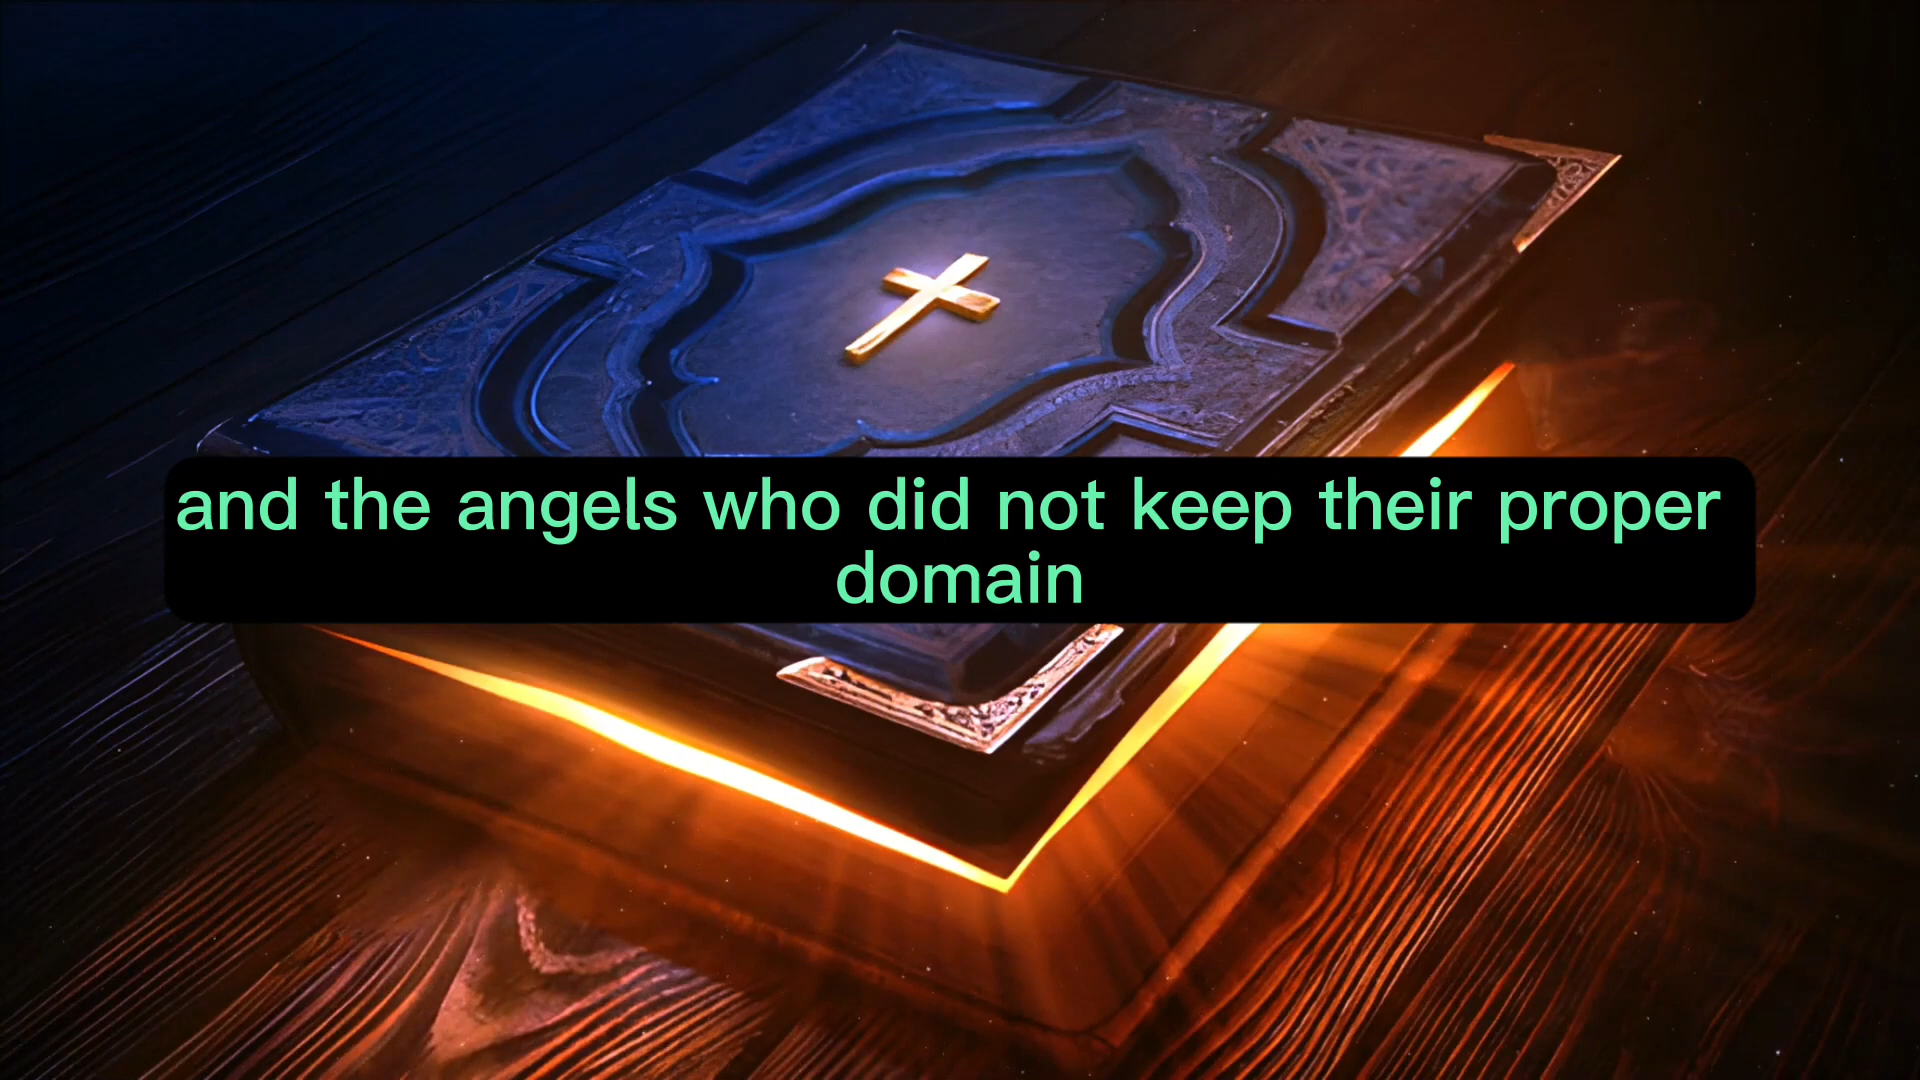 and the angels who did not keep their proper
domain